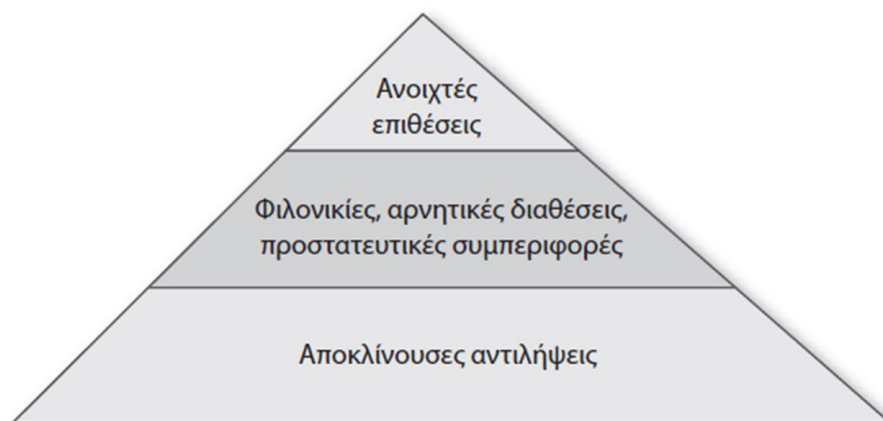 Ανοιχτές
επιθέσεις
Φιλονικίες, αρνητικές διαθέσεις,
προστατευτικές συμπεριφορές
Αποκλίνουσες αντιλήψεις